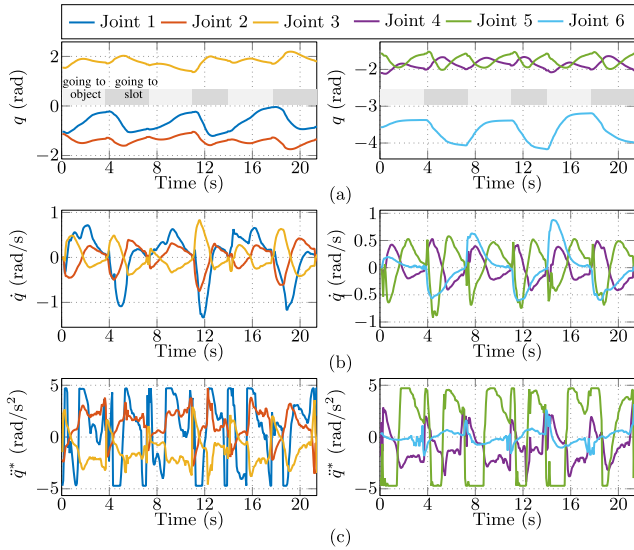 Joint 1 Joint 2 Joint 3 Joint 4 Joint 5 Joint 6
(a)
q (rad)
2
0
−2
going to object
going to slot
0 4 8 12 16 20
Time (s)
q (rad)
−2
−3
−4
0 4 8 12 16 20
Time (s)
(b)
q̇ (rad/s)
1
0
−1
0 4 8 12 16 20
Time (s)
q̇ (rad/s)
1
0.5
0
−0.5
−1
0 4 8 12 16 20
Time (s)
(c)
q̈* (rad/s²)
5
0
−5
0 4 8 12 16 20
Time (s)
q̈* (rad/s²)
5
0
−5
0 4 8 12 16 20
Time (s)